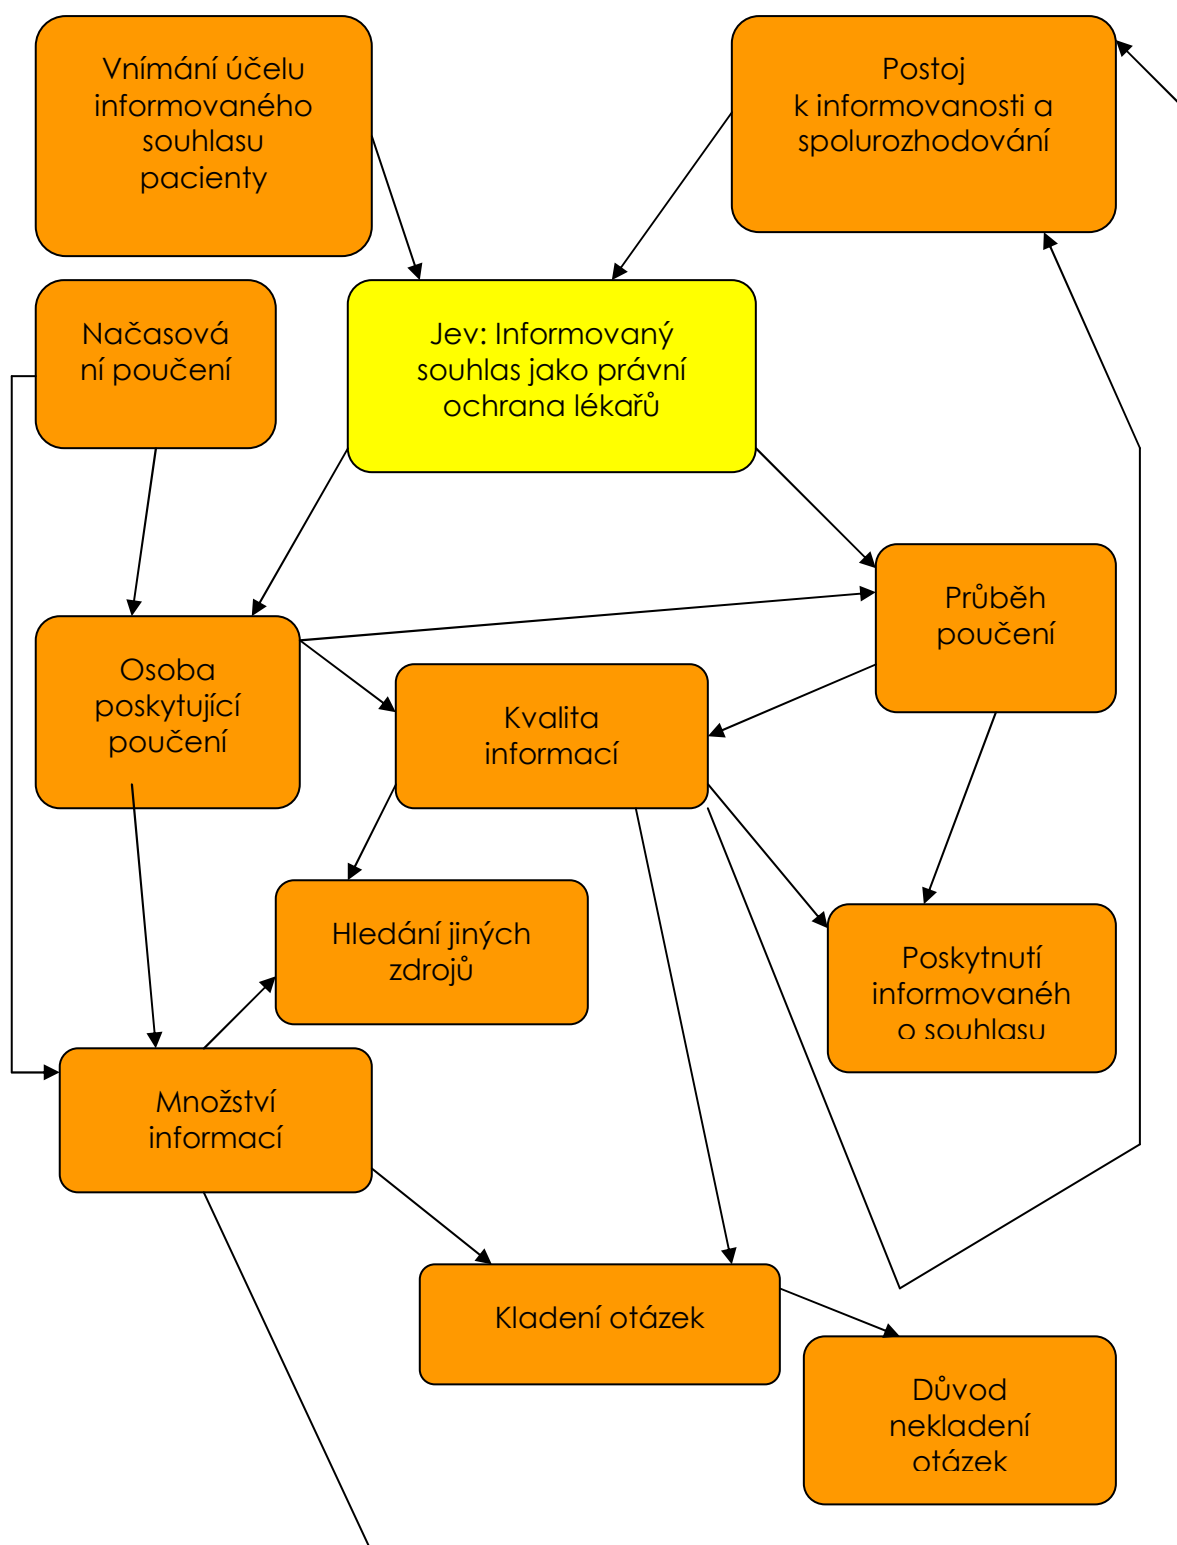 Vnímání účelu
informovaného
souhlasu
pacienty
Postoj
k informovanosti a
spolurozhodování
Načasová
ní poučení
Jev: Informovaný
souhlas jako právní
ochrana lékařů
Průběh
poučení
Osoba
poskytující
poučení
Kvalita
informací
Hledání jiných
zdrojů
Poskytnutí
informovanéh
o souhlasu
Množství
informací
Kladení otázek
Důvod
nekladení
otázek